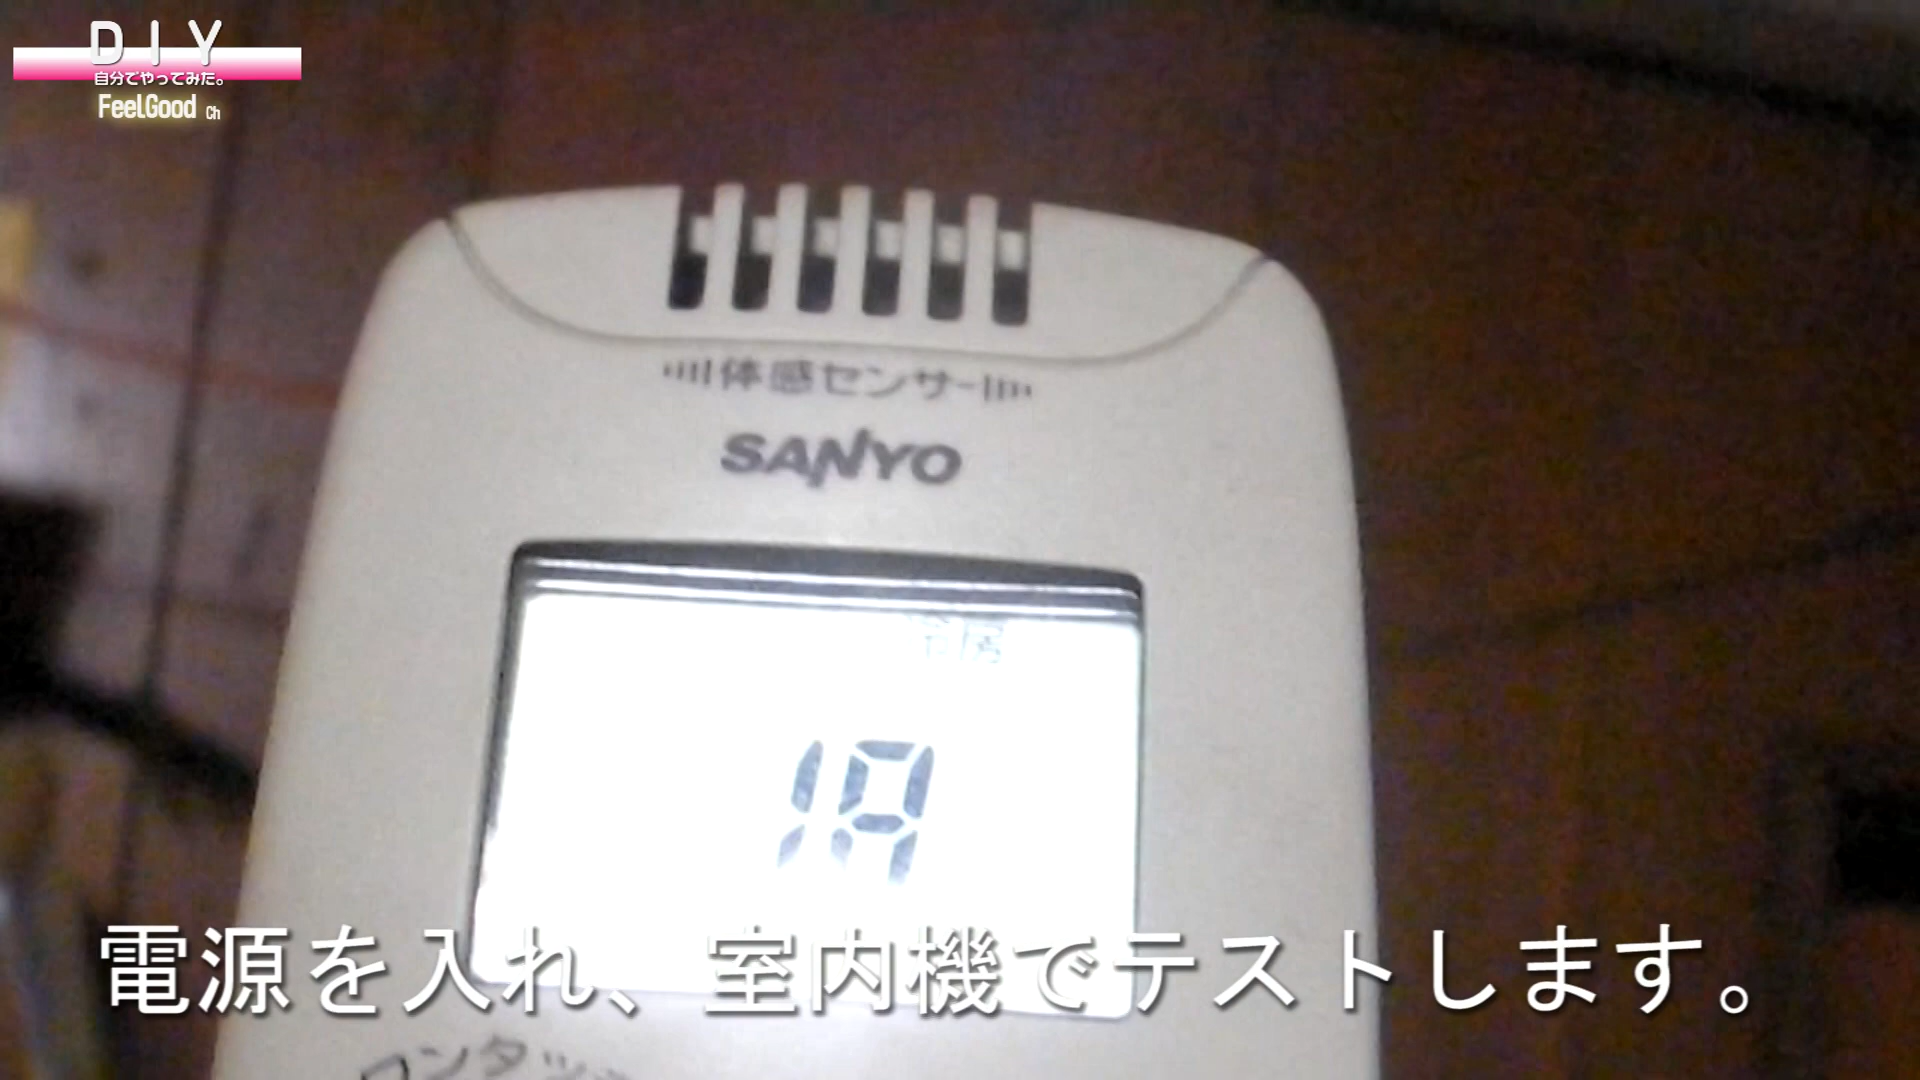 DIY
自分でやってみた。
FeelGood Ch
体感センサー
SANYO
18
電源を入れ、室内機でテストします。